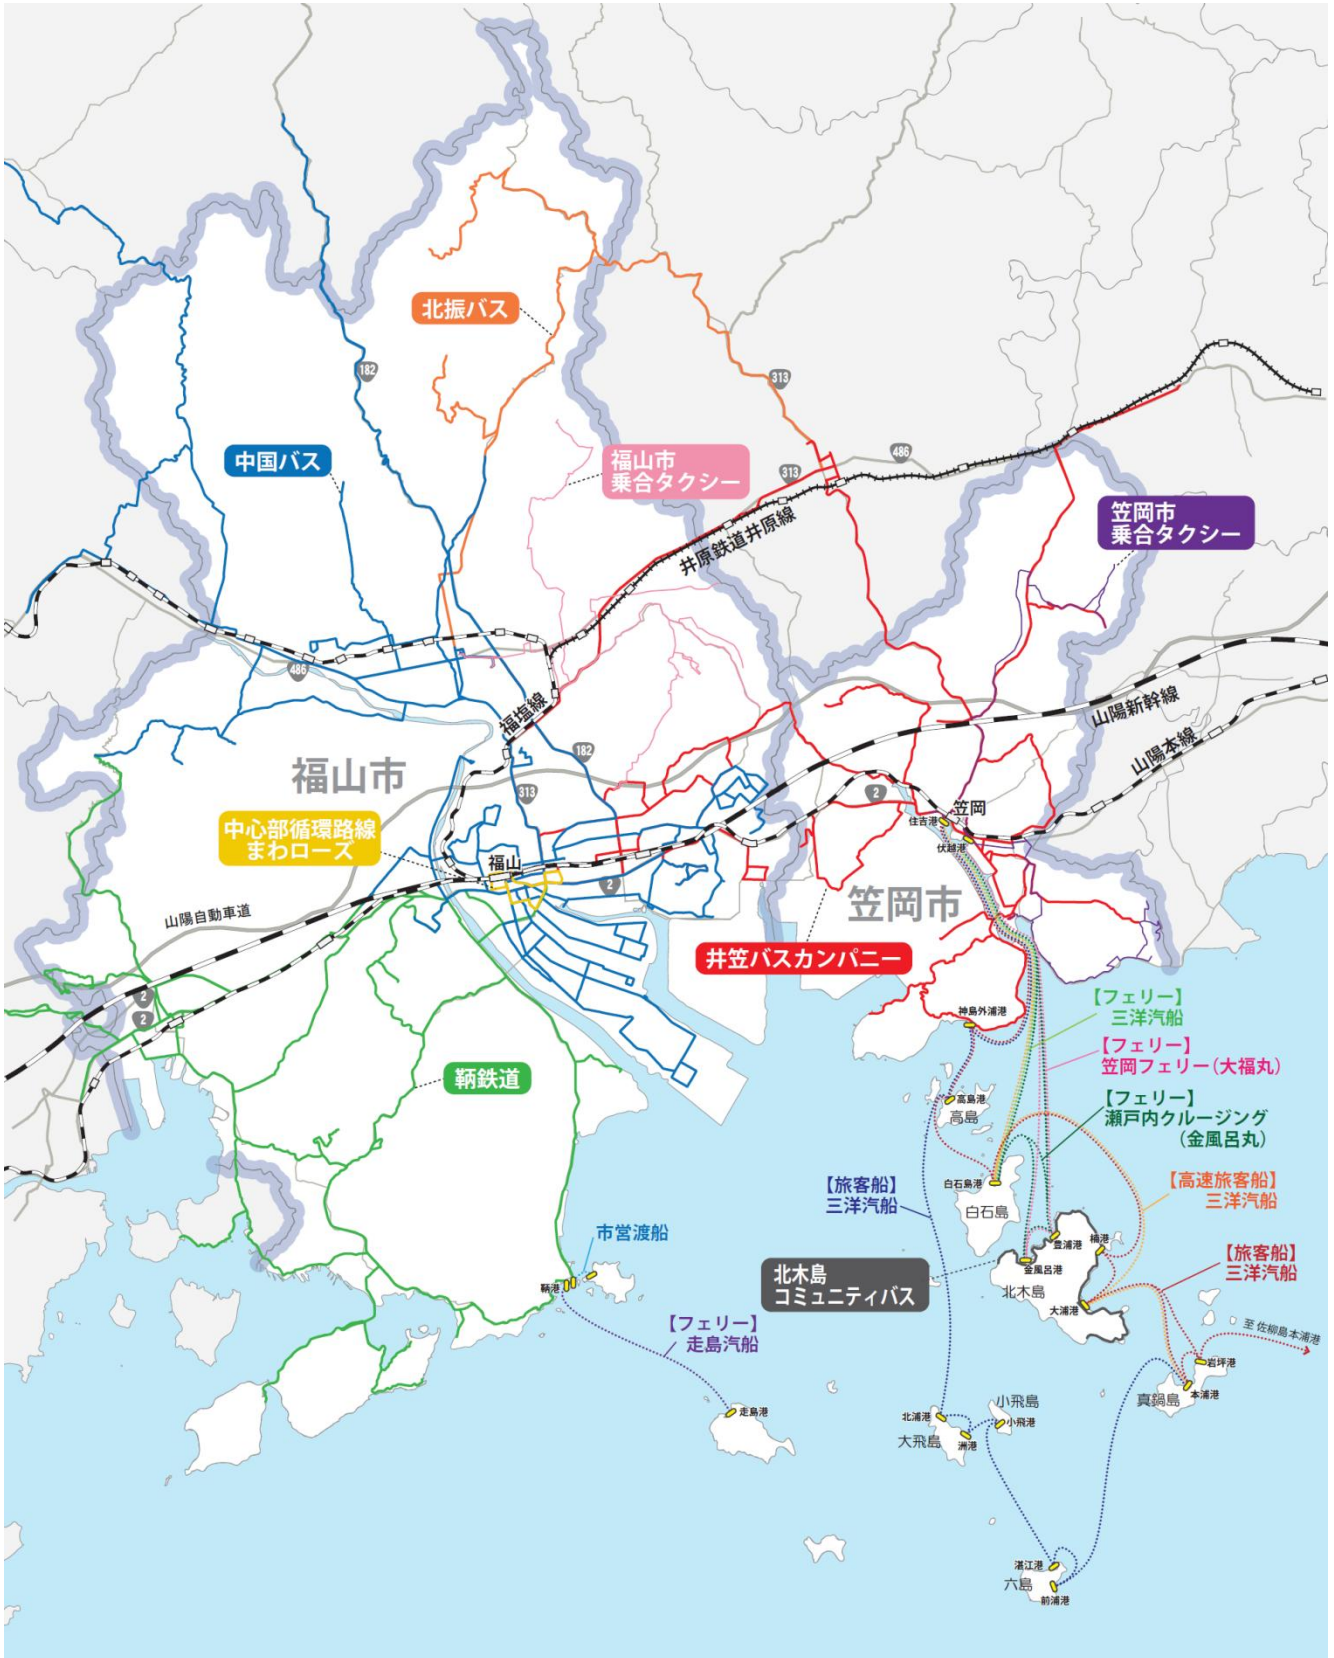 北振バス
182
313
中国バス
福山市
乗合タクシー
486
313
井原鉄道井原線
笠岡市
乗合タクシー
486
福塩線
182
山陽新幹線
山陽本線
福山市
313
2
笠岡
住吉港
伏越港
中心部循環路線
まわローズ
福山
2
笠岡市
山陽自動車道
井笠バスカンパニー
2
2
神島外浦港
【フェリー】
三洋汽船
【フェリー】
笠岡フェリー(大福丸)
鞆鉄道
高島港
高島
【フェリー】
瀬戸内クルージング
(金風呂丸)
【旅客船】
三洋汽船
白石島港
白石島
【高速旅客船】
三洋汽船
市営渡船
豊浦港
楠港
金風呂港
北木島
大浦港
【旅客船】
三洋汽船
北木島
コミュニティバス
鞆港
【フェリー】
走島汽船
至 佐柳島本浦港
岩坪港
本浦港
真鍋島
走島港
北浦港
大飛島
洲港
小飛島
小飛港
湛江港
六島
前浦港